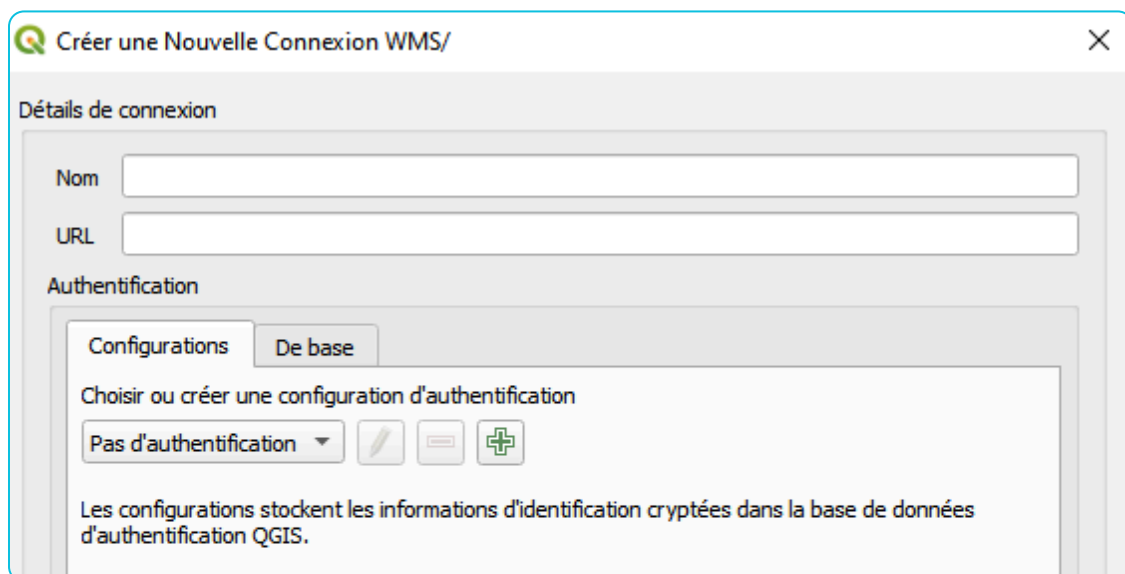 Créer une Nouvelle Connexion WMS/
Détails de connexion
Nom
URL
Authentification
Configurations
De base
Choisir ou créer une configuration d'authentification
Pas d'authentification
Les configurations stockent les informations d'identification cryptées dans la base de données
d'authentification QGIS.